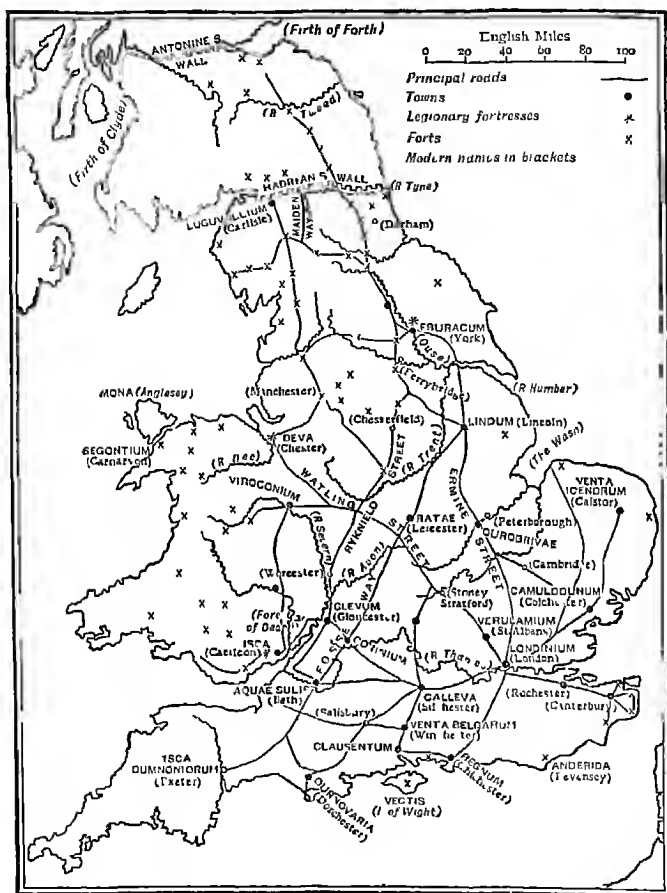 (Firth of Forth)
ANTONINE S
WALL
English Miles
0 20 40 60 100
Principal roads
Towns
Legionary fortresses
Forts
Modern names in brackets
(Firth of Clyde)
(R Tweed)
HADRIAN S WALL
(R Tyne)
LUGUVALLIUM
(Carlisle)
MAIDEN
WAY
(Durham)
EBURACUM
(York)
(Ouse)
(Ferrybridge)
(R Humber)
(Manchester)
MONA (Anglesey)
(Chesterfield)
LINDUM (Lincoln)
DEVA
(Chester)
SEGONTIUM
(Carnarvon)
(R Dee)
STREET
(R Trent)
(The Wash)
WATLING
VIROCONIUM
ERMINE
VENTA
ICENORUM
(Caistor)
RYKNIELD
STREET
RATAE
(Leicester)
(Peterborough)
DUROBRIVAE
STREET
(Cambridge)
(R Severn)
(R Avon)
(Worcester)
(Stoney
Stratford)
CAMULODUNUM
(Colchester)
GLEVUM
(Gloucester)
WAY
VERULAMIUM
(St Albans)
ISCA
(Caerleon)
FOSSE
LONDINIUM
(London)
(R Thames)
AQUAE SULIS
(Bath)
(Rochester)
(Canterbury)
CALLEVA
(Silchester)
(Salisbury)
VENTA BELGARUM
(Winchester)
CLAUSENTUM
REGNUM
(Chichester)
ANDERIDA
(Pevensey)
ISCA
DUMNONIORUM
(Exeter)
DURNOVARIA
(Dorchester)
VECTIS
(I of Wight)